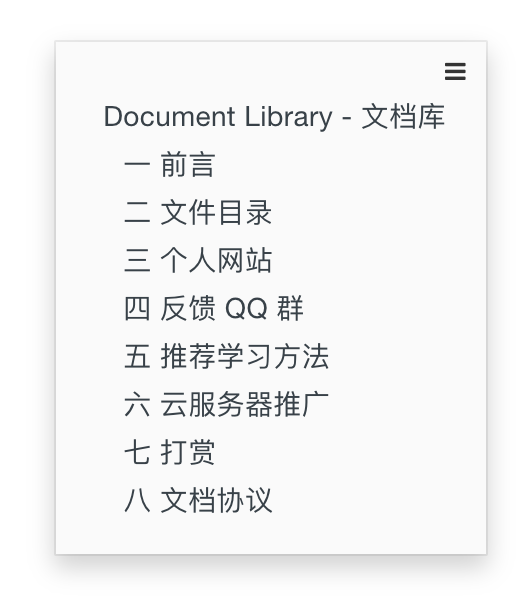 Document Library - 文档库
一 前言
二 文件目录
三 个人网站
四 反馈 QQ 群
五 推荐学习方法
六 云服务器推广
七 打赏
八 文档协议